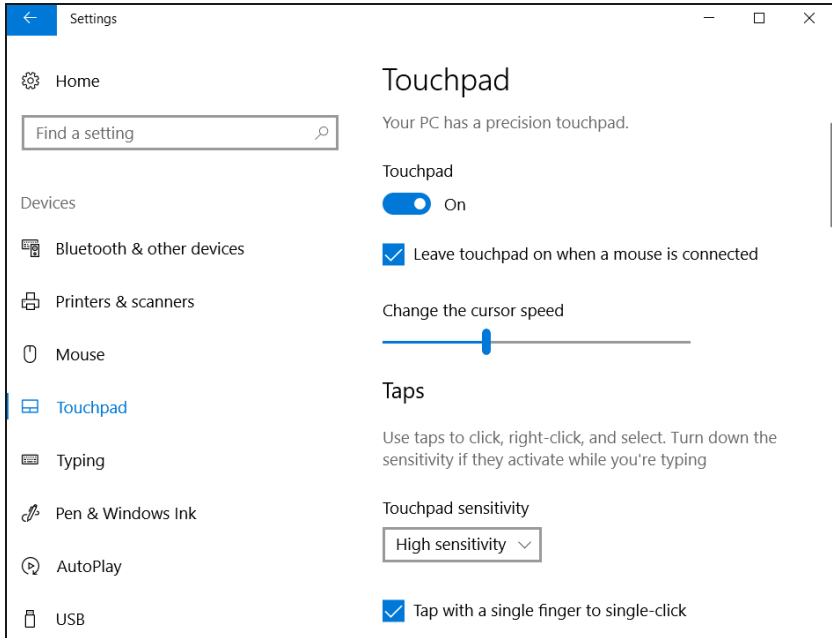 Settings
Home
Find a setting
Devices
Bluetooth & other devices
Printers & scanners
Mouse
Touchpad
Typing
Pen & Windows Ink
AutoPlay
USB
Touchpad
Your PC has a precision touchpad.
Touchpad
On
Leave touchpad on when a mouse is connected
Change the cursor speed
Taps
Use taps to click, right-click, and select. Turn down the
sensitivity if they activate while you're typing
Touchpad sensitivity
High sensitivity
Tap with a single finger to single-click